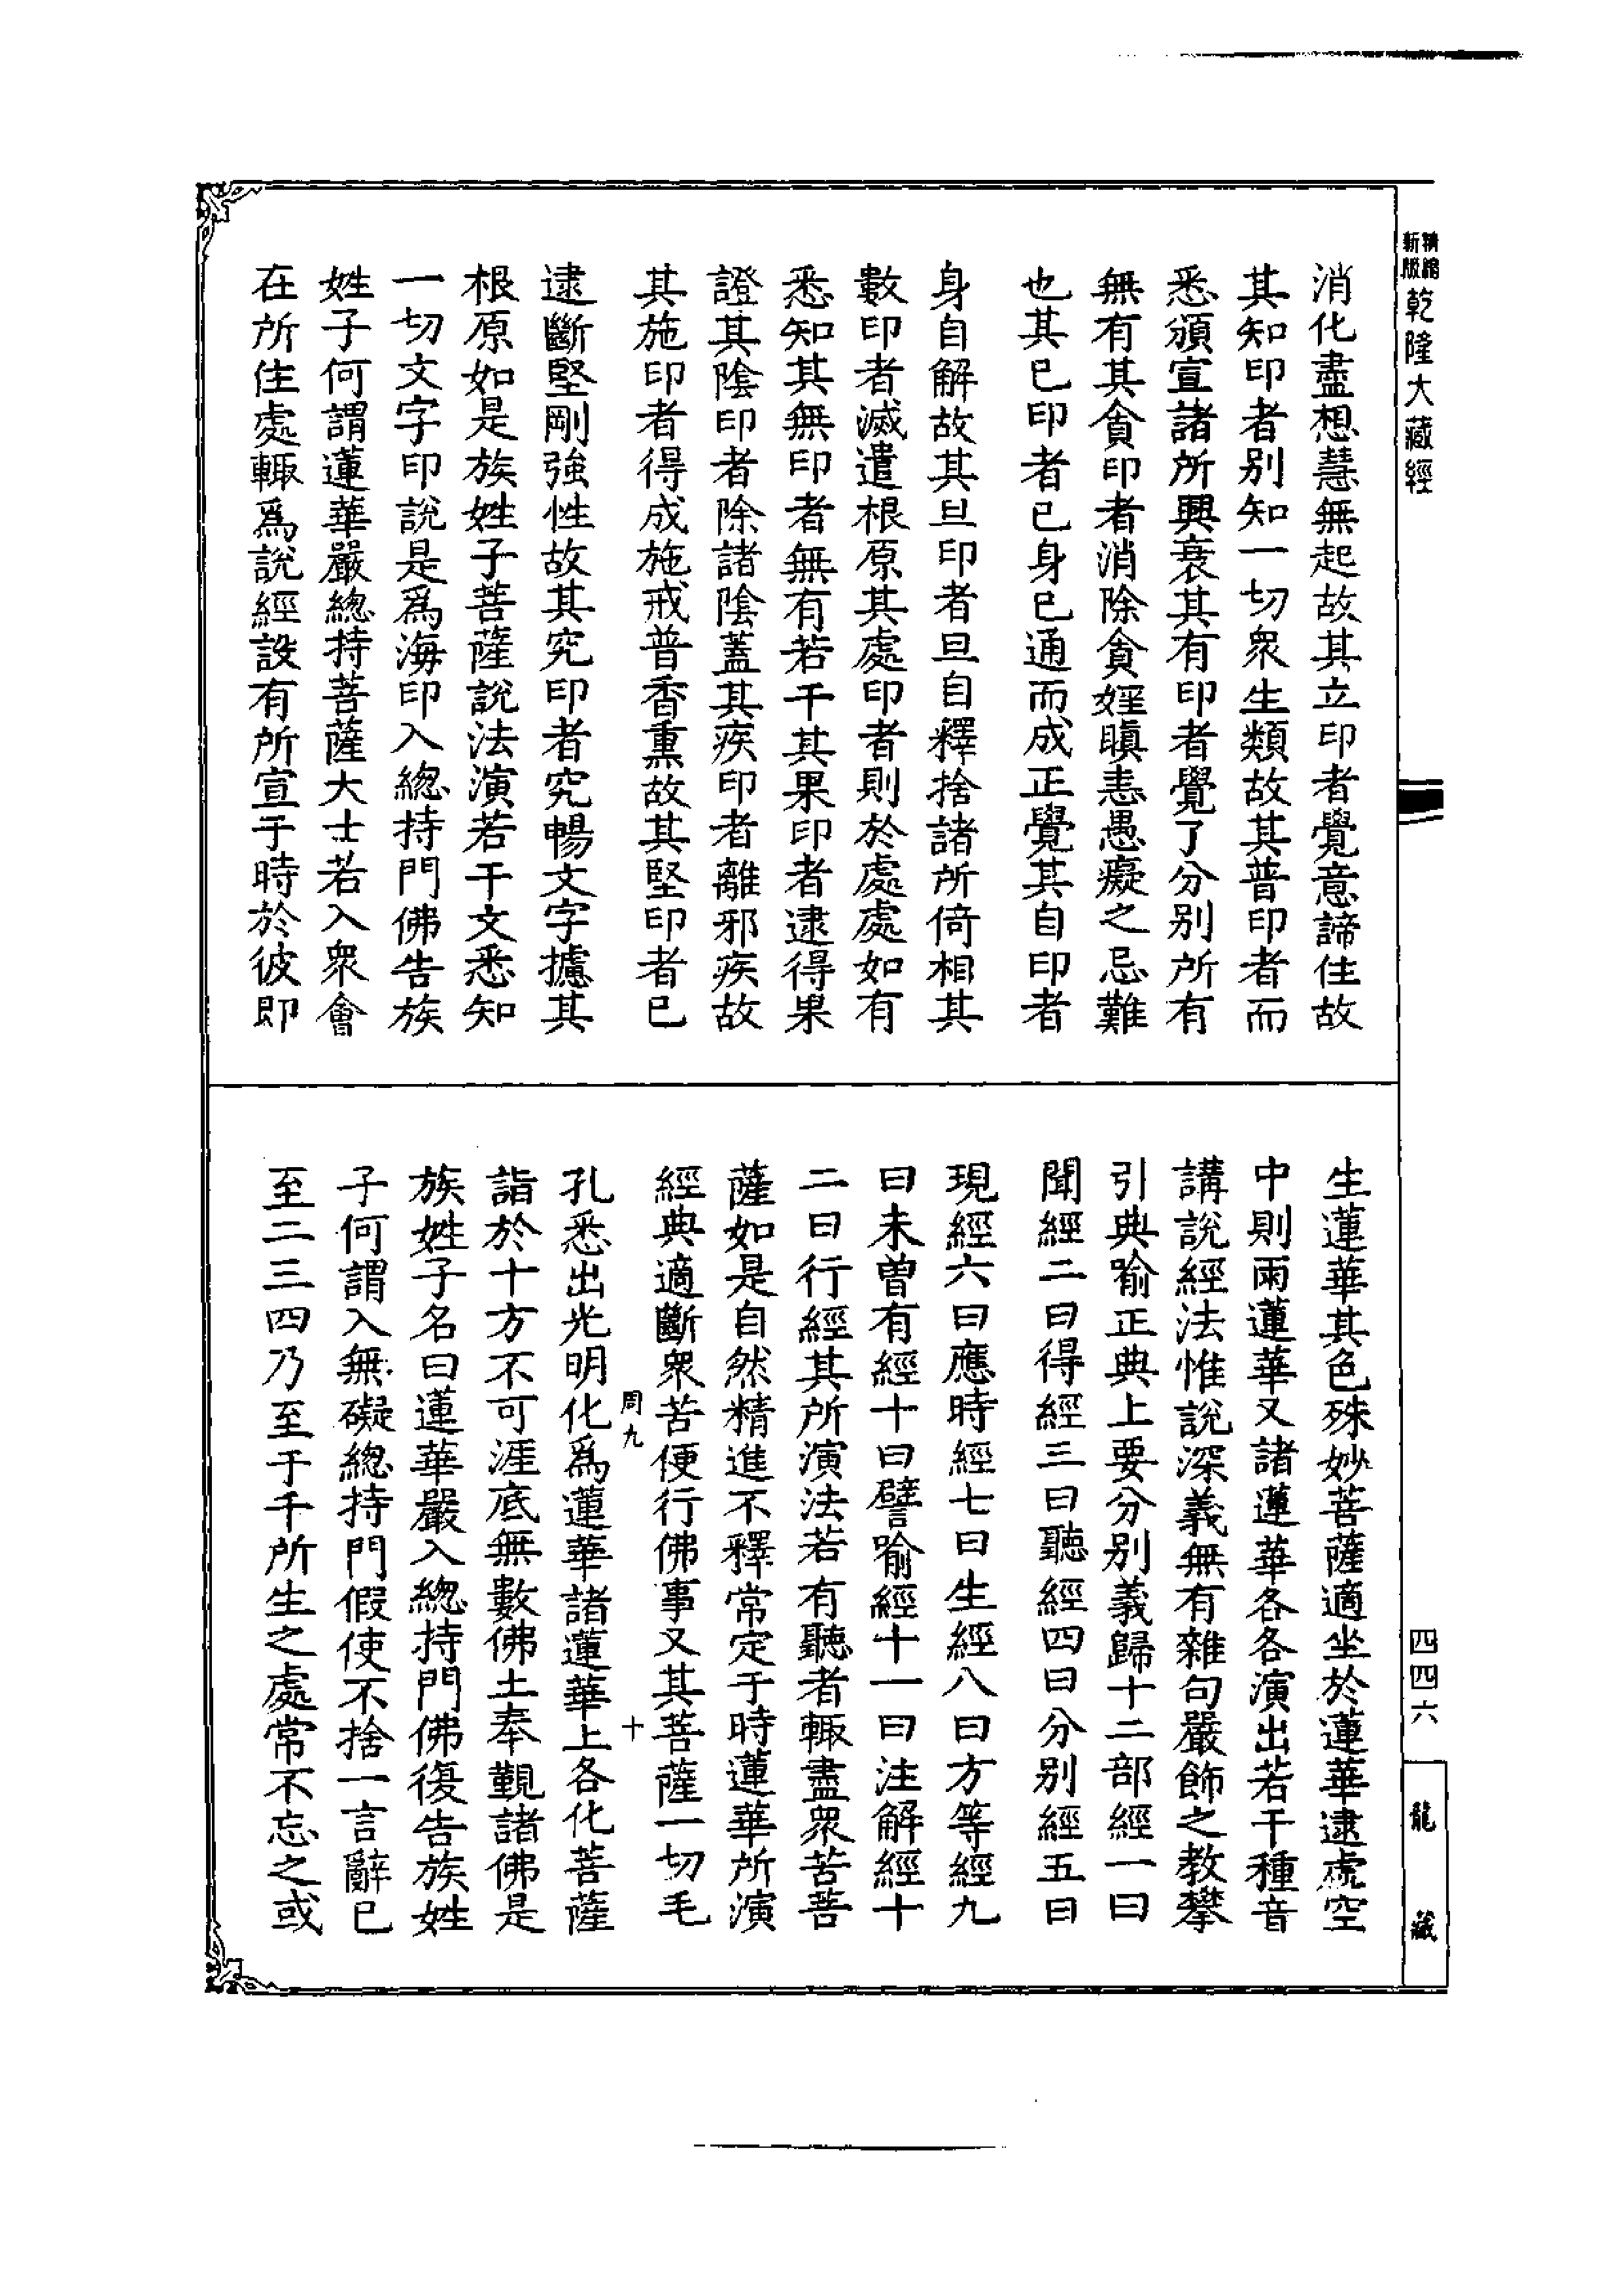 精縮新版乾隆大藏經
消化盡想慧無起故其立印者覺意諦住故
其知印者別知一切衆生類故其普印者而
悉頒宣諸所興衰其有印者覺了分別所有
無有其貪印者消除貪婬瞋恚愚癡之忌難
也其已印者已身已通而成正覺其自印者
身自解故其旦印者旦自釋捨諸所倚相其
數印者滅遣根原其處印者則於處處如有
悉知其無印者無有若干其果印者逮得果
證其陰印者除諸陰蓋其疾印者離邪疾故
其施印者得成施戒普香熏故其堅印者已
逮斷堅剛強性故其究印者究暢文字攄其
根原如是族姓子菩薩說法演若干文悉知
一切文字印說是爲海印入總持門佛告族
姓子何謂蓮華嚴總持菩薩大士若入衆會
在所住處輙爲說經設有所宣于時於彼即
生蓮華其色殊妙菩薩適坐於蓮華逮虛空
中則雨蓮華又諸蓮華各各演出若干種音
講說經法惟說深義無有雜句嚴飾之教攀
引典喻正典上要分別義歸十二部經一曰
聞經二曰得經三曰聽經四曰分別經五曰
現經六曰應時經七曰生經八曰方等經九
曰未曾有經十曰譬喻經十一曰注解經十
二曰行經其所演法若有聽者輙盡衆苦菩
薩如是自然精進不釋常定于時蓮華所演
經典適斷衆苦便行佛事又其菩薩一切毛
周九 十
孔悉出光明化爲蓮華諸蓮華上各化菩薩
詣於十方不可涯底無數佛土奉覲諸佛是
族姓子名曰蓮華嚴入總持門佛復告族姓
子何謂入無礙總持門假使不捨一言辭已
至二三四乃至于千所生之處常不忘之或
四四六
龍藏